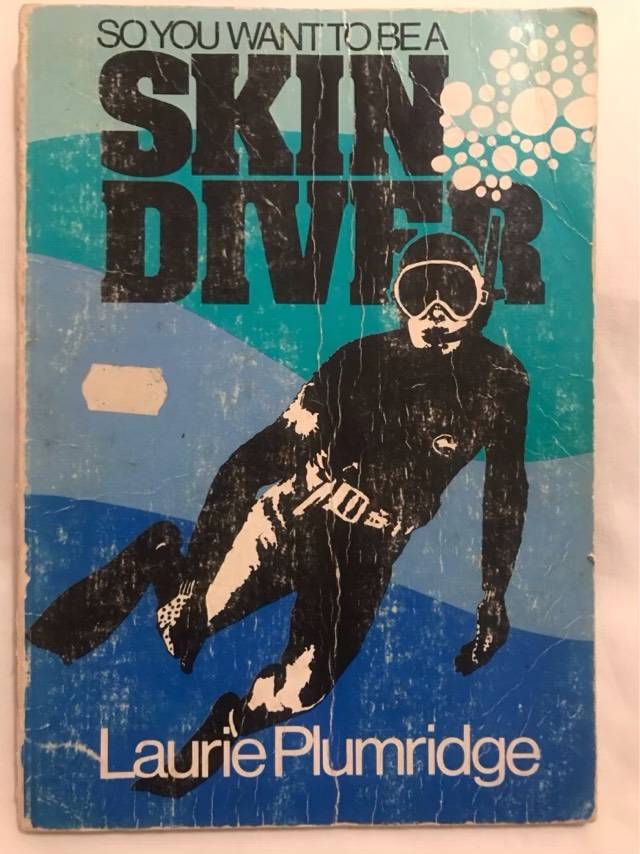 SO YOU WANT TO BE A
SKIN
DIVER
Laurie Plumridge